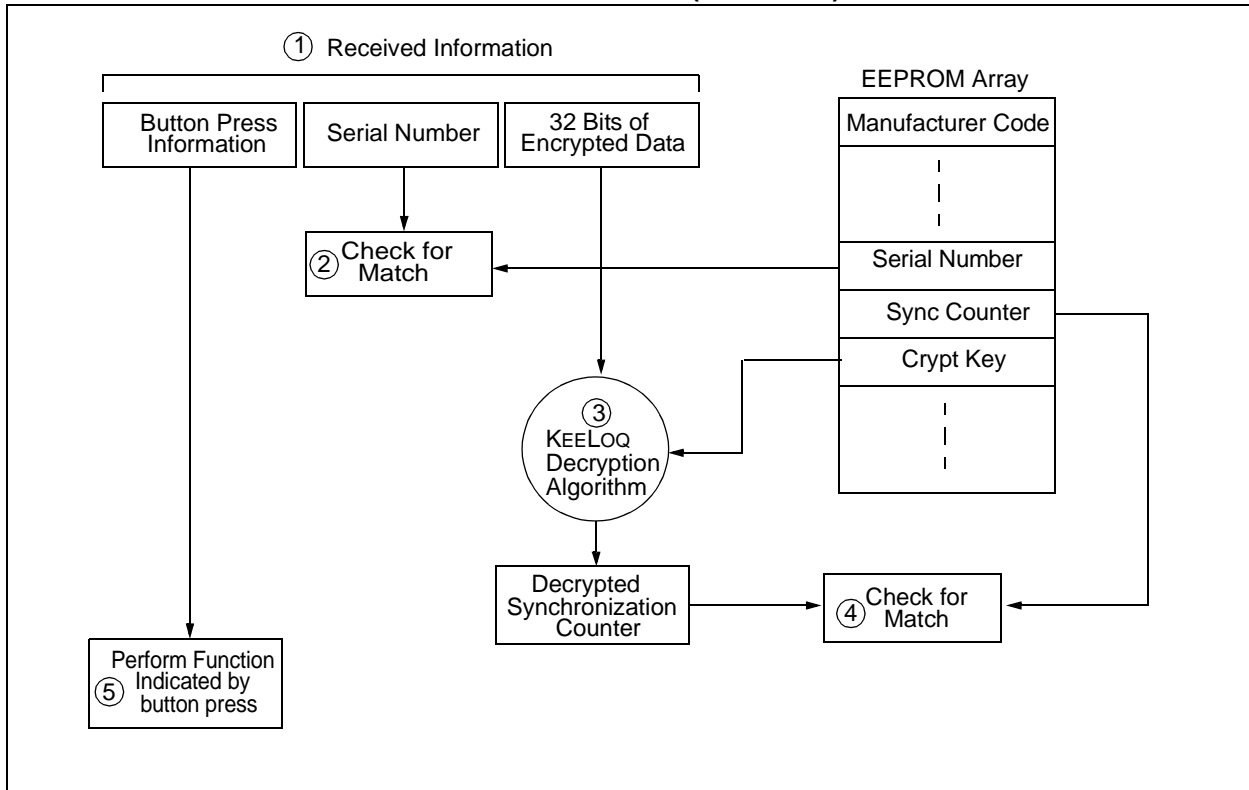 ① Received Information
EEPROM Array
Button Press
Information
Serial Number
32 Bits of
Encrypted Data
Manufacturer Code
② Check for
Match
Serial Number
Sync Counter
Crypt Key
③
KEELOQ
Decryption
Algorithm
Decrypted
Synchronization
Counter
④ Check for
Match
Perform Function
⑤ Indicated by
button press